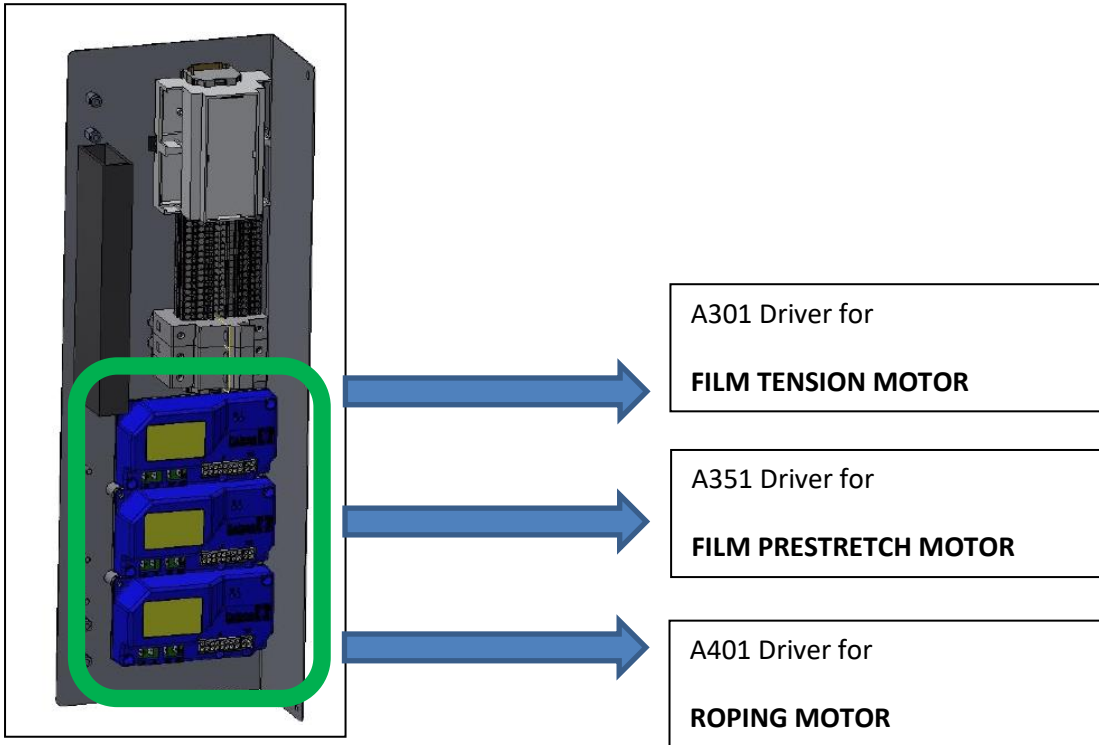 A301 Driver for
FILM TENSION MOTOR
A351 Driver for
FILM PRESTRETCH MOTOR
A401 Driver for
ROPING MOTOR